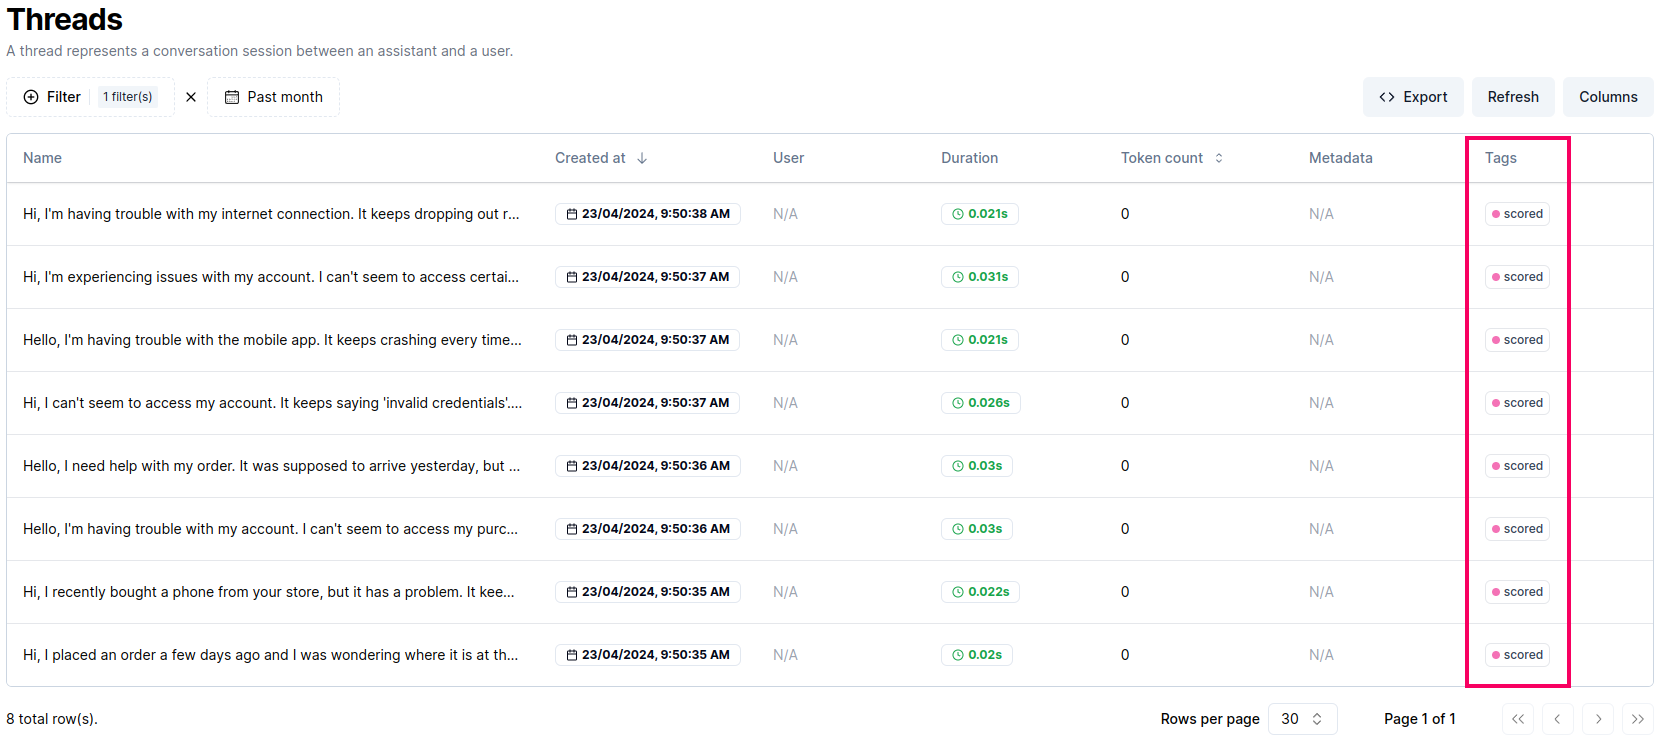 Threads
A thread represents a conversation session between an assistant and a user.
Filter 1 filter(s) Past month Export Refresh Columns
Name Created at User Duration Token count Metadata Tags
Hi, I'm having trouble with my internet connection. It keeps dropping out r... 23/04/2024, 9:50:38 AM N/A 0.021s 0 N/A scored
Hi, I'm experiencing issues with my account. I can't seem to access certai... 23/04/2024, 9:50:37 AM N/A 0.031s 0 N/A scored
Hello, I'm having trouble with the mobile app. It keeps crashing every time... 23/04/2024, 9:50:37 AM N/A 0.021s 0 N/A scored
Hi, I can't seem to access my account. It keeps saying 'invalid credentials'.... 23/04/2024, 9:50:37 AM N/A 0.026s 0 N/A scored
Hello, I need help with my order. It was supposed to arrive yesterday, but ... 23/04/2024, 9:50:36 AM N/A 0.03s 0 N/A scored
Hello, I'm having trouble with my account. I can't seem to access my purc... 23/04/2024, 9:50:36 AM N/A 0.03s 0 N/A scored
Hi, I recently bought a phone from your store, but it has a problem. It kee... 23/04/2024, 9:50:35 AM N/A 0.022s 0 N/A scored
Hi, I placed an order a few days ago and I was wondering where it is at th... 23/04/2024, 9:50:35 AM N/A 0.02s 0 N/A scored
8 total row(s). Rows per page 30 Page 1 of 1